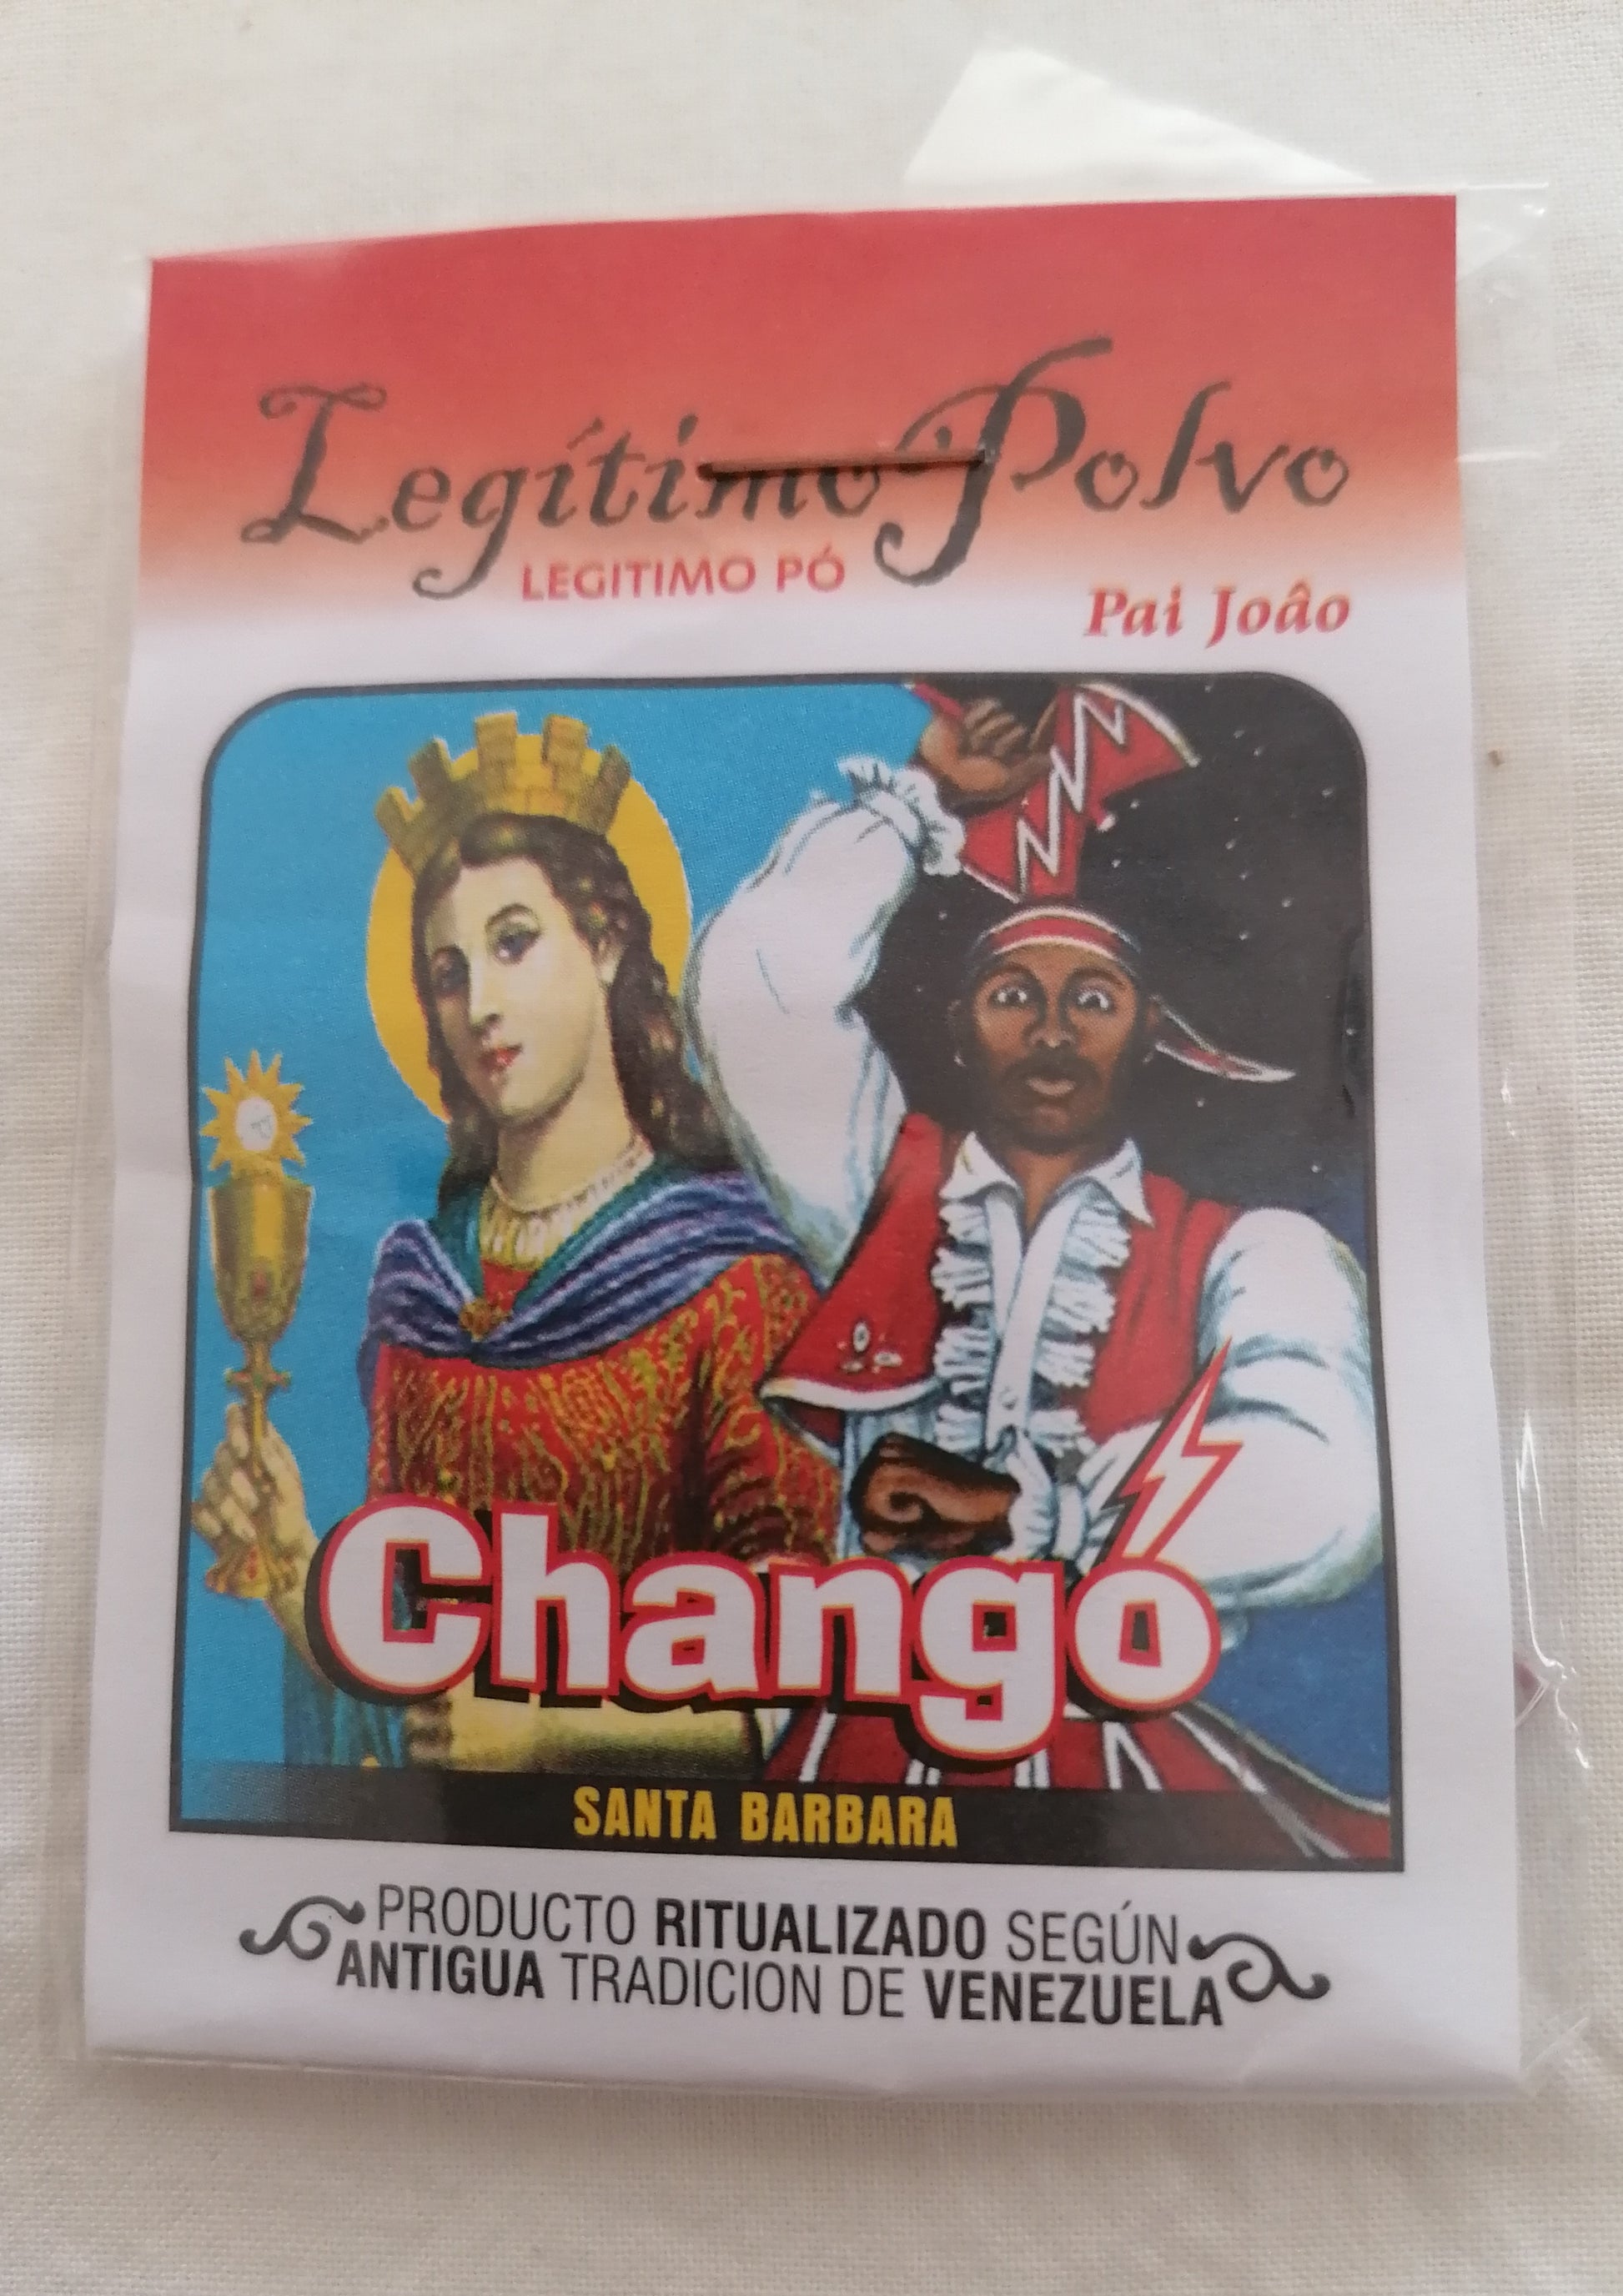 Legítimo Polvo
LEGITIMO PÓ
Pai Joâo
Changó
SANTA BARBARA
PRODUCTO RITUALIZADO SEGÚN
ANTIGUA TRADICION DE VENEZUELA